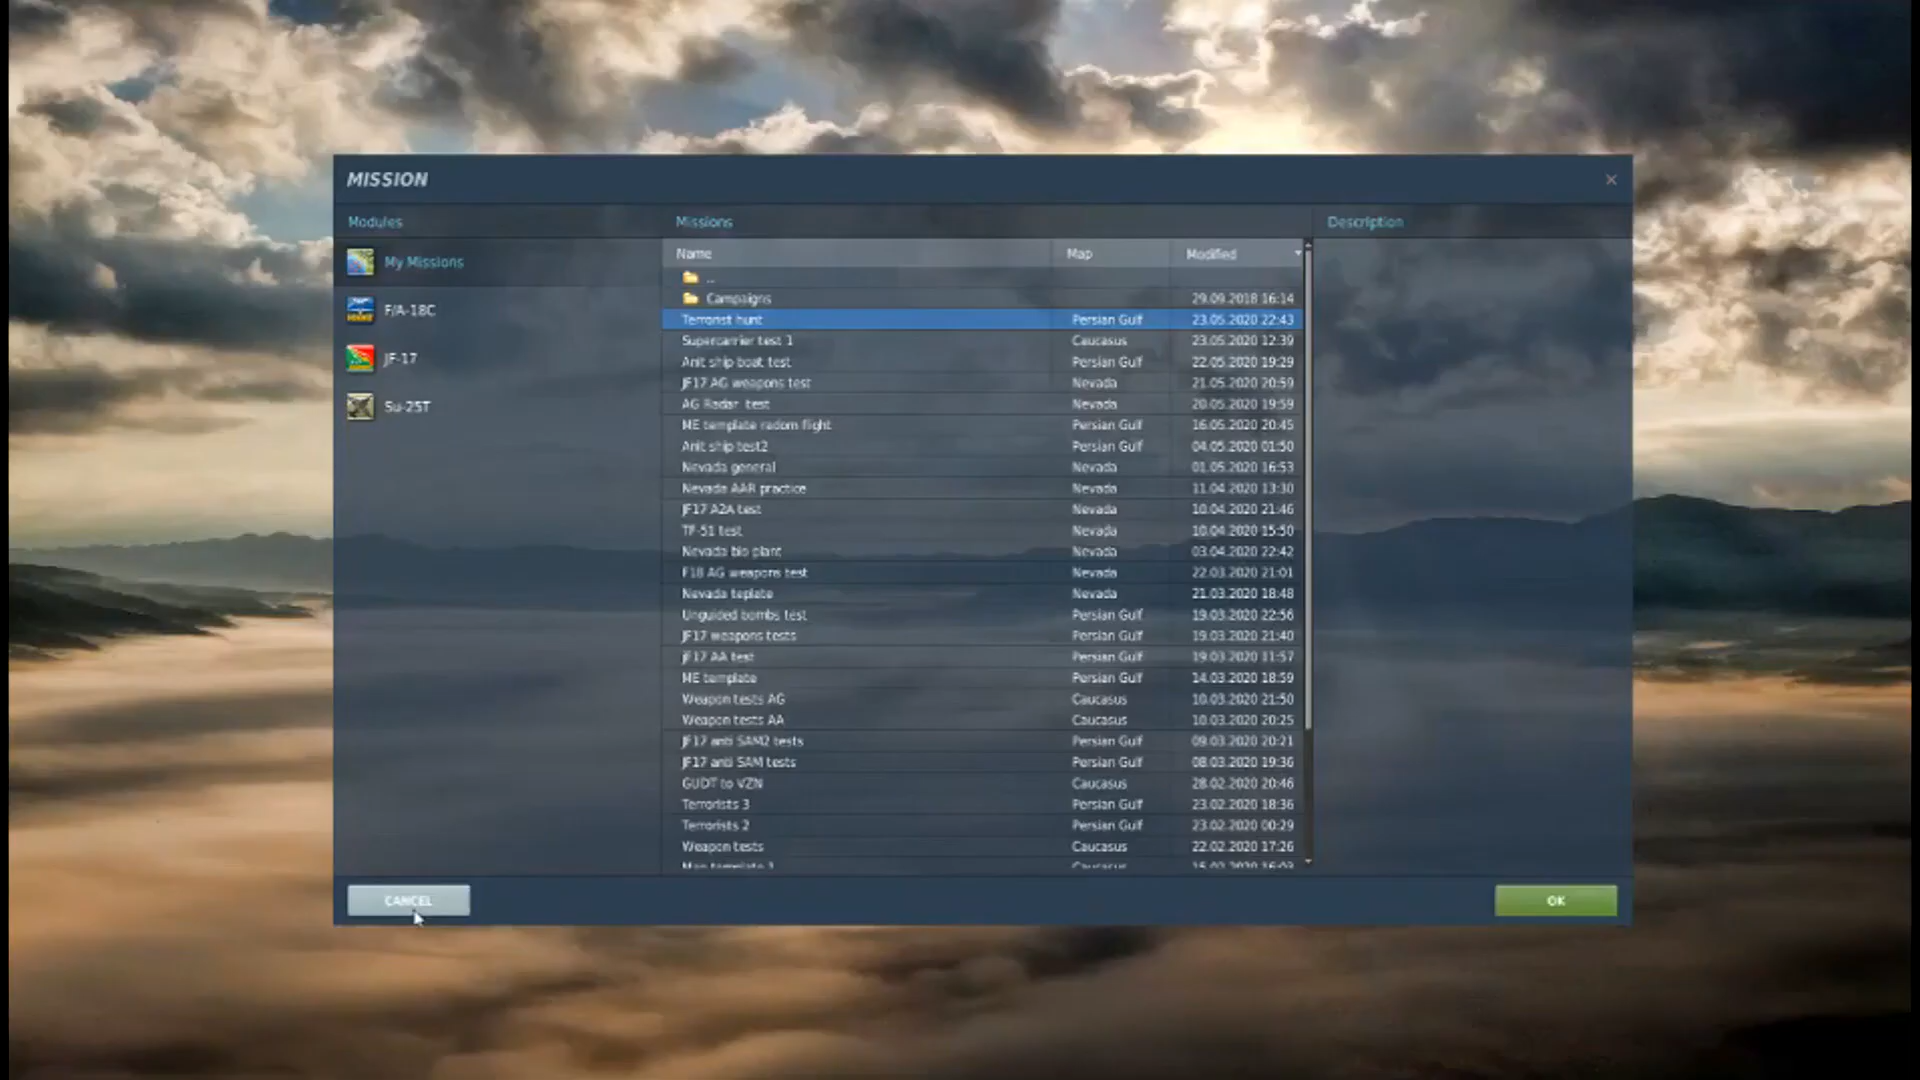 MISSION
Modules Missions Description
My Missions
F/A-18C
JF-17
Su-25T
Name Map Modified
..
Campaigns 29.09.2018 16:14
Terrorist hunt Persian Gulf 23.05.2020 22:43
Supercarrier test 1 Caucasus 23.05.2020 12:39
Anit ship boat test Persian Gulf 22.05.2020 19:29
JF17 AG weapons test Nevada 21.05.2020 20:59
AG Radar test Nevada 20.05.2020 19:59
ME template radom flight Persian Gulf 16.05.2020 20:45
Anit ship test2 Persian Gulf 04.05.2020 01:50
Nevada general Nevada 01.05.2020 16:53
Nevada AAR practice Nevada 11.04.2020 13:30
JF17 A2A test Nevada 10.04.2020 21:46
TF-51 test Nevada 10.04.2020 15:50
Nevada bio plant Nevada 03.04.2020 22:42
F18 AG weapons test Nevada 22.03.2020 21:01
Nevada teplate Nevada 21.03.2020 18:48
Unguided bombs test Persian Gulf 19.03.2020 22:56
JF17 weapons tests Persian Gulf 19.03.2020 21:40
JF17 AA test Persian Gulf 19.03.2020 11:57
ME template Persian Gulf 14.03.2020 18:59
Weapon tests AG Caucasus 10.03.2020 21:50
Weapon tests AA Caucasus 10.03.2020 20:25
JF17 anti SAM2 tests Persian Gulf 09.03.2020 20:21
JF17 anti SAM tests Persian Gulf 08.03.2020 19:36
GUDT to VZN Caucasus 28.02.2020 20:46
Terrorists 3 Persian Gulf 23.02.2020 18:36
Terrorists 2 Persian Gulf 23.02.2020 00:29
Weapon tests Caucasus 22.02.2020 17:26
CANCEL OK